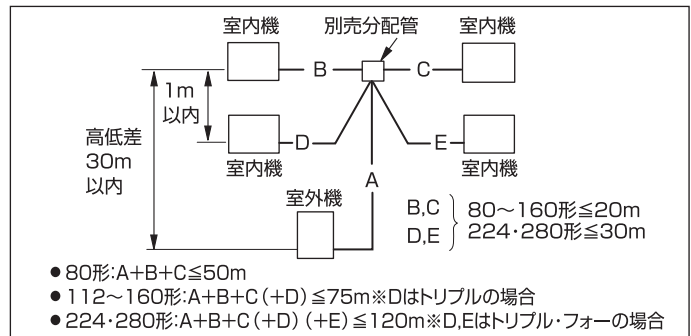 室内機
別売分配管
室内機
B
C
1m
以内
高低差
30m
以内
D
E
室内機
室内機
A
室外機
B,C
D,E
80～160形≦20m
224・280形≦30m
●80形:A+B+C≦50m
●112～160形:A+B+C(+D)≦75m※Dはトリプルの場合
●224・280形:A+B+C(+D)(+E)≦120m※D,Eはトリプル・フォーの場合